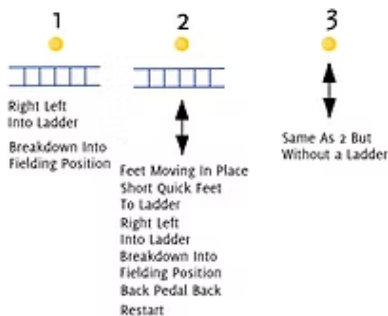 1
Right Left
Into Ladder
Breakdown Into
Fielding Position
2
Feet Moving In Place
Short Quick Feet
To Ladder
Right Left
Into Ladder
Breakdown Into
Fielding Position
Back Pedal Back
Restart
3
Same As 2 But
Without a Ladder